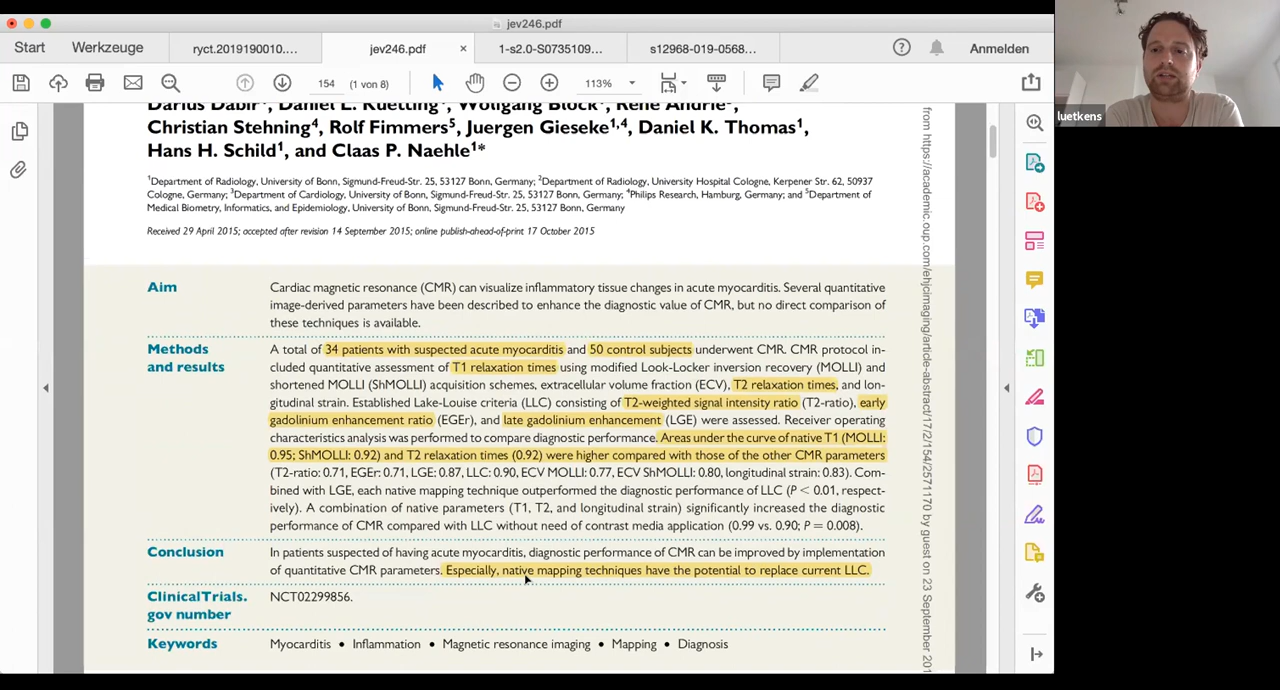 jev246.pdf
Start Werkzeuge ryct.2019190010.... jev246.pdf × 1-s2.0-S0735109... s12968-019-0568... Anmelden
154 (1 von 8) 113%
Christian Stehning⁴, Rolf Fimmers⁵, Juergen Gieseke¹,⁴, Daniel K. Thomas¹,
Hans H. Schild¹, and Claas P. Naehle¹*
¹Department of Radiology, University of Bonn, Sigmund-Freud-Str. 25, 53127 Bonn, Germany; ²Department of Radiology, University Hospital Cologne, Kerpener Str. 62, 50937
Cologne, Germany; ³Department of Cardiology, University of Bonn, Sigmund-Freud-Str. 25, 53127 Bonn, Germany; ⁴Philips Research, Hamburg, Germany; and ⁵Department of
Medical Biometry, Informatics, and Epidemiology, University of Bonn, Sigmund-Freud-Str. 25, 53127 Bonn, Germany
Received 29 April 2015; accepted after revision 14 September 2015; online publish-ahead-of-print 17 October 2015
Aim Cardiac magnetic resonance (CMR) can visualize inflammatory tissue changes in acute myocarditis. Several quantitative
image-derived parameters have been described to enhance the diagnostic value of CMR, but no direct comparison of
these techniques is available.
Methods A total of 34 patients with suspected acute myocarditis and 50 control subjects underwent CMR. CMR protocol in-
and results cluded quantitative assessment of T1 relaxation times using modified Look-Locker inversion recovery (MOLLI) and
shortened MOLLI (ShMOLLI) acquisition schemes, extracellular volume fraction (ECV), T2 relaxation times, and lon-
gitudinal strain. Established Lake-Louise criteria (LLC) consisting of T2-weighted signal intensity ratio (T2-ratio), early
gadolinium enhancement ratio (EGEr), and late gadolinium enhancement (LGE) were assessed. Receiver operating
characteristics analysis was performed to compare diagnostic performance. Areas under the curve of native T1 (MOLLI:
0.95; ShMOLLI: 0.92) and T2 relaxation times (0.92) were higher compared with those of the other CMR parameters
(T2-ratio: 0.71, EGEr: 0.71, LGE: 0.87, LLC: 0.90, ECV MOLLI: 0.77, ECV ShMOLLI: 0.80, longitudinal strain: 0.83). Com-
bined with LGE, each native mapping technique outperformed the diagnostic performance of LLC (P < 0.01, respect-
ively). A combination of native parameters (T1, T2, and longitudinal strain) significantly increased the diagnostic
performance of CMR compared with LLC without need of contrast media application (0.99 vs. 0.90; P = 0.008).
Conclusion In patients suspected of having acute myocarditis, diagnostic performance of CMR can be improved by implementation
of quantitative CMR parameters. Especially, native mapping techniques have the potential to replace current LLC.
ClinicalTrials. NCT02299856.
gov number
Keywords Myocarditis • Inflammation • Magnetic resonance imaging • Mapping • Diagnosis
from https://academic.oup.com/ehjcimaging/article-abstract/17/2/154/2571170 by guest on 23 September 201
luetkens